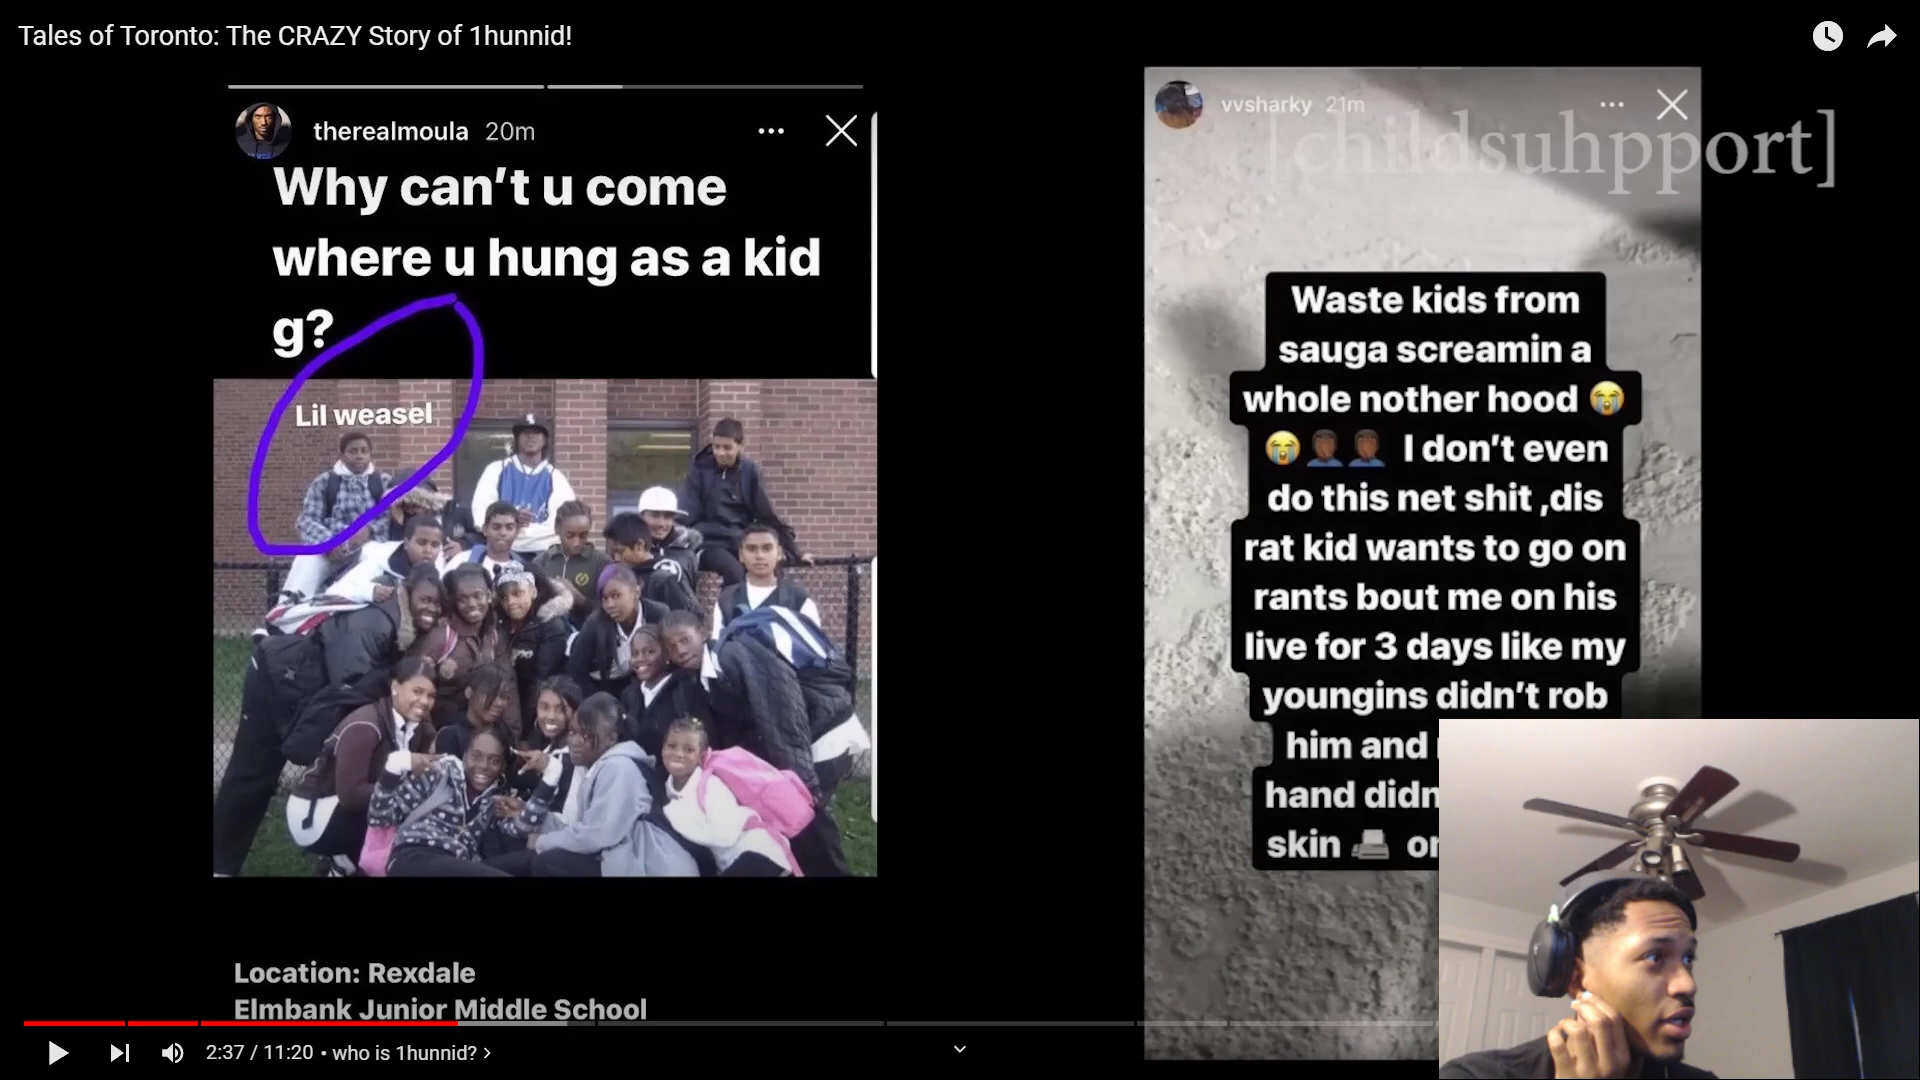 Tales of Toronto: The CRAZY Story of 1hunnid!
therealmoula 20m
Why can't u come
where u hung as a kid
g?
Lil weasel
Location: Rexdale
Elmbank Junior Middle School
vvsharky 21m
[childsuhpport]
Waste kids from
sauga screamin a
whole nother hood 😭
😭🤦🏾‍♂️🤦🏾‍♂️ I don't even
do this net shit ,dis
rat kid wants to go on
rants bout me on his
live for 3 days like my
youngins didn't rob
him and
hand didn
skin 📠 or
2:37 / 11:20 • who is 1hunnid? >